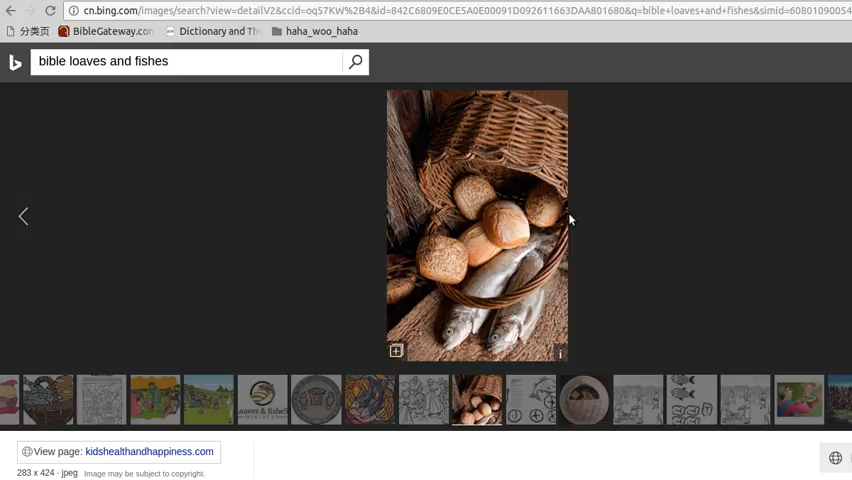 cn.bing.com/images/search?view=detailV2&ccid=oq57KW%2B4&id=842C6809E0CE5A0E00091D092611663DAA801680&q=bible+loaves+and+fishes&simid=60801090054
分类页 BibleGateway.com Dictionary and Th haha_woo_haha
bible loaves and fishes
loaves & fisheS
View page: kidshealthandhappiness.com
283 x 424 · jpeg Image may be subject to copyright.